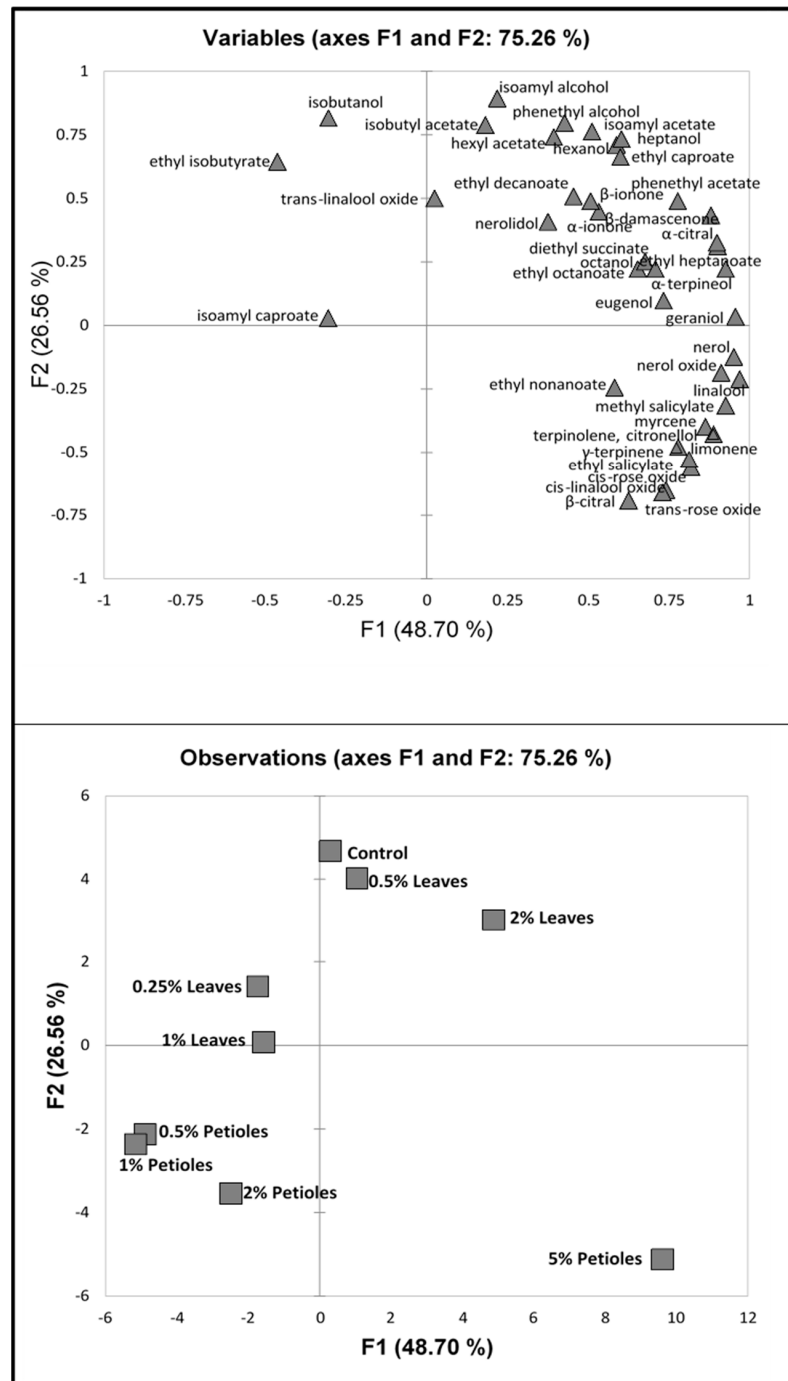 Variables (axes F1 and F2: 75.26 %)
1
isoamyl alcohol
isobutanol
phenethyl alcohol
isobutyl acetate
isoamyl acetate
0.75
heptanol
hexyl acetate
hexanol
ethyl isobutyrate
ethyl caproate
ethyl decanoate
phenethyl acetate
β-ionone
trans-linalool oxide
0.5
nerolidol
β-damascenone
α-ionone
α-citral
diethyl succinate
0.25
octanol
ethyl heptanoate
ethyl octanoate
α-terpineol
eugenol
isoamyl caproate
geraniol
0
F2 (26.56 %)
nerol
nerol oxide
ethyl nonanoate
-0.25
linalool
methyl salicylate
myrcene
terpinolene, citronellol
limonene
-0.5
γ-terpinene
ethyl salicylate
cis-rose oxide
cis-linalool oxide
β-citral
trans-rose oxide
-0.75
-1
-1 -0.75 -0.5 -0.25 0 0.25 0.5 0.75 1
F1 (48.70 %)
Observations (axes F1 and F2: 75.26 %)
6
Control
4
0.5% Leaves
2% Leaves
2
0.25% Leaves
1% Leaves
0
F2 (26.56 %)
-2
0.5% Petioles
1% Petioles
2% Petioles
-4
5% Petioles
-6
-6 -4 -2 0 2 4 6 8 10 12
F1 (48.70 %)